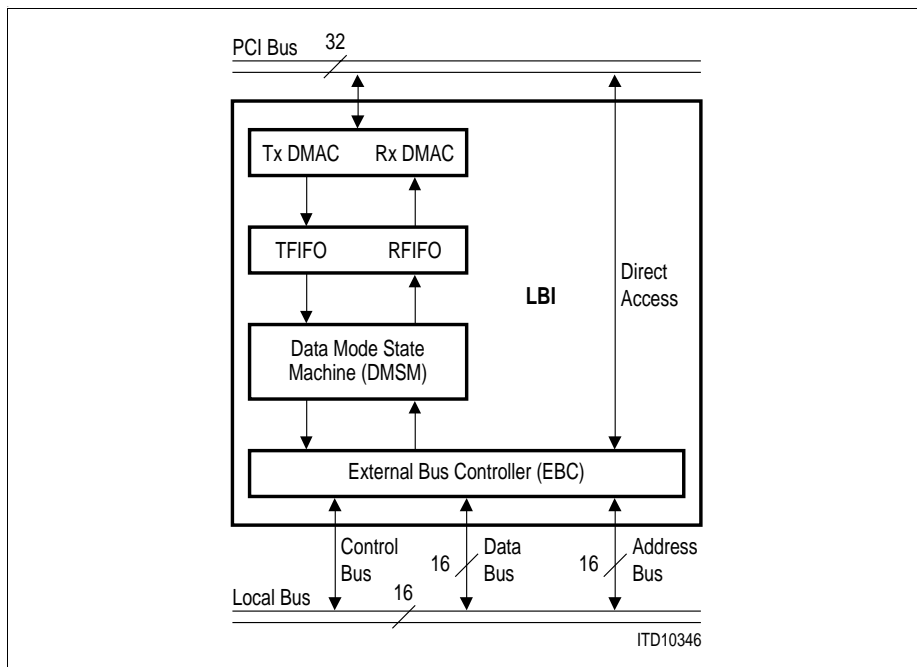 PCI Bus 32
Tx DMAC Rx DMAC
TFIFO RFIFO
Direct
Access
LBI
Data Mode State
Machine (DMSM)
External Bus Controller (EBC)
Control
Bus
16 Data
Bus
16 Address
Bus
Local Bus 16
ITD10346